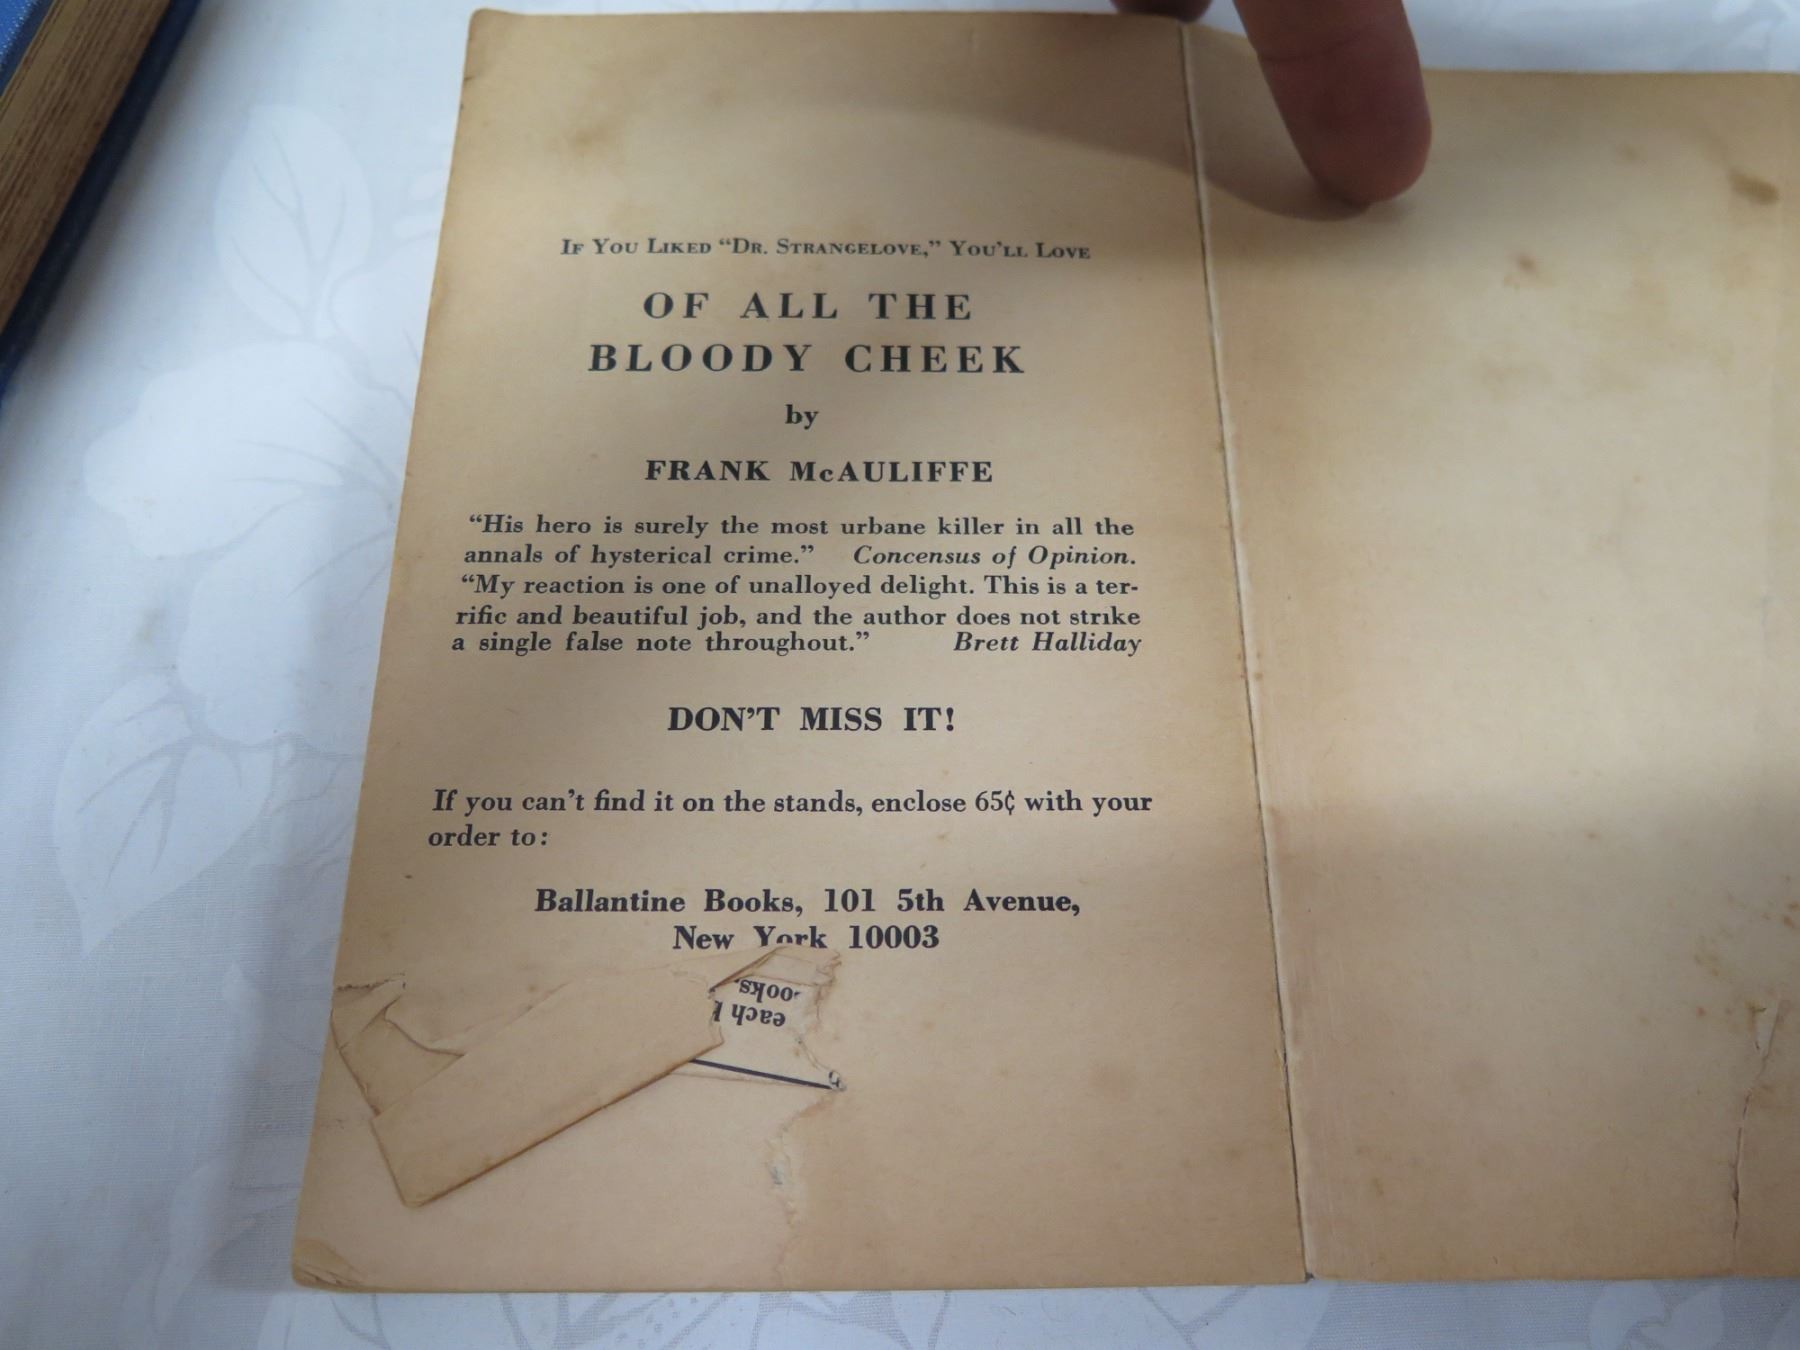 IF YOU LIKED “DR. STRANGELOVE,” YOU'LL LOVE
OF ALL THE
BLOODY CHEEK
by
FRANK McAULIFFE
“His hero is surely the most urbane killer in all the
annals of hysterical crime.” Concensus of Opinion.
“My reaction is one of unalloyed delight. This is a ter-
rific and beautiful job, and the author does not strike
a single false note throughout.” Brett Halliday
DON'T MISS IT!
If you can't find it on the stands, enclose 65¢ with your
order to:
Ballantine Books, 101 5th Avenue,
New York 10003
each